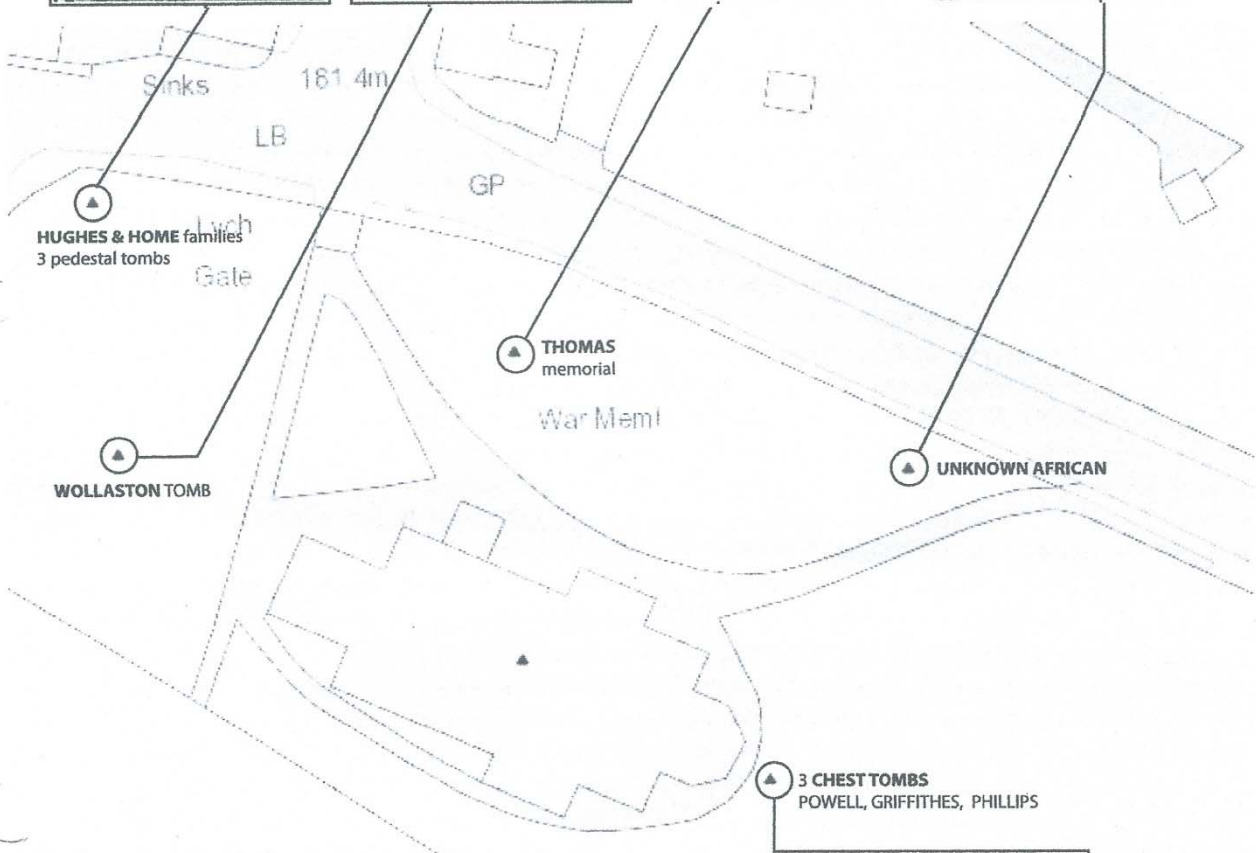 Sinks
181.4m
LB
GP
HUGHES & HOME families
3 pedestal tombs
Lych
Gate
THOMAS
memorial
War Meml
WOLLASTON TOMB
UNKNOWN AFRICAN
3 CHEST TOMBS
POWELL, GRIFFITHES, PHILLIPS